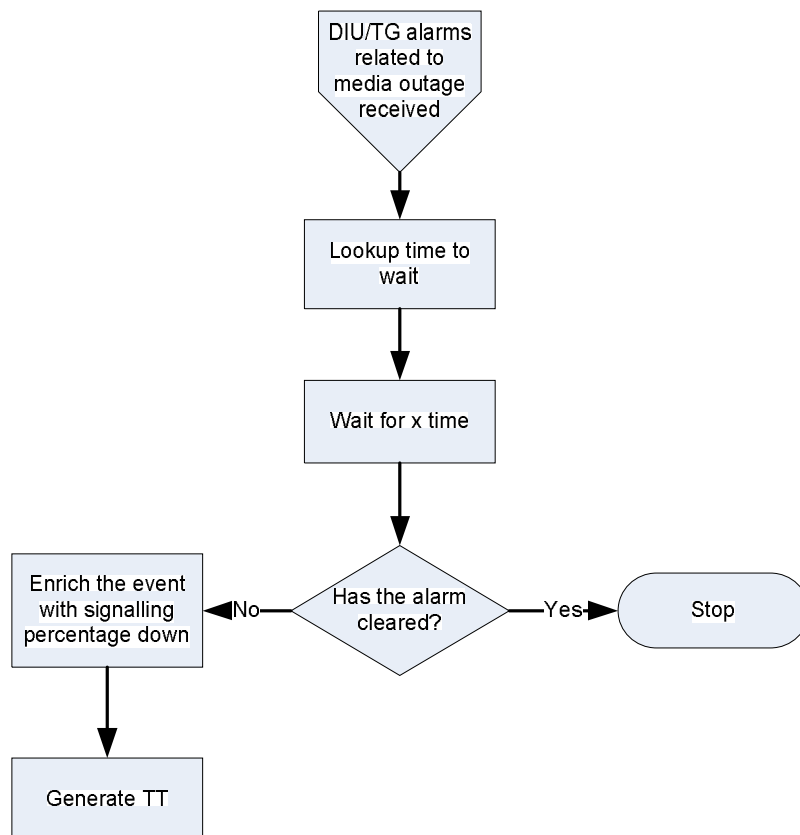 DIU/TG alarms
related to
media outage
received
Lookup time to
wait
Wait for x time
Has the alarm
cleared?
No
Yes
Enrich the event
with signalling
percentage down
Stop
Generate TT